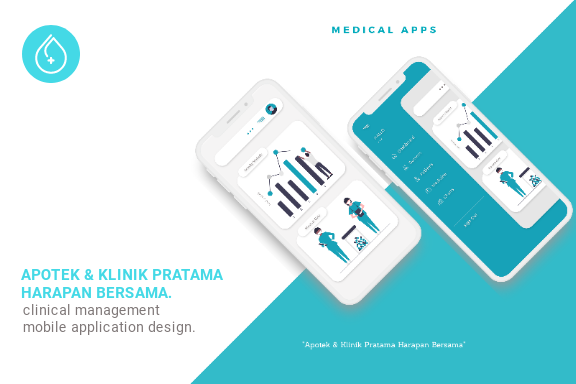 MEDICAL APPS
APOTEK & KLINIK PRATAMA
HARAPAN BERSAMA.
clinical management
mobile application design.
"Apotek & Klinik Pratama Harapan Bersama"